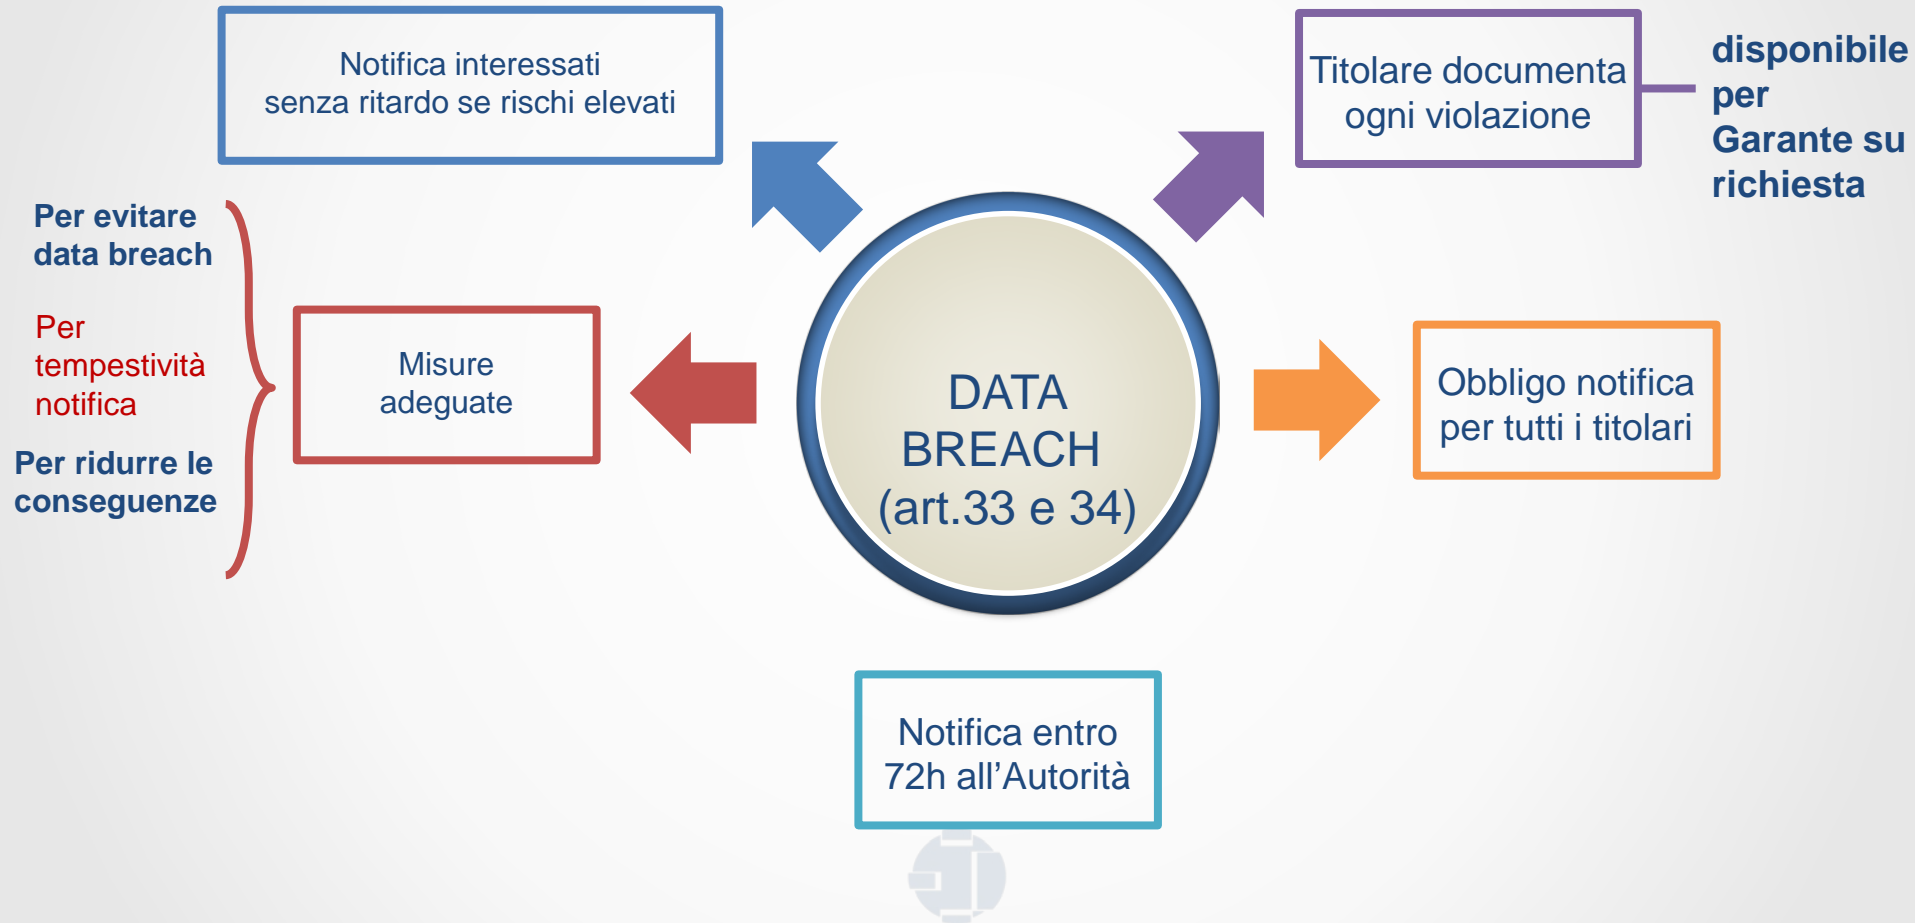 Notifica interessati
senza ritardo se rischi elevati
Titolare documenta
ogni violazione
disponibile
per
Garante su
richiesta
Per evitare
data breach
Per
tempestività
notifica
Per ridurre le
conseguenze
Misure
adeguate
DATA
BREACH
(art.33 e 34)
Obbligo notifica
per tutti i titolari
Notifica entro
72h all’Autorità